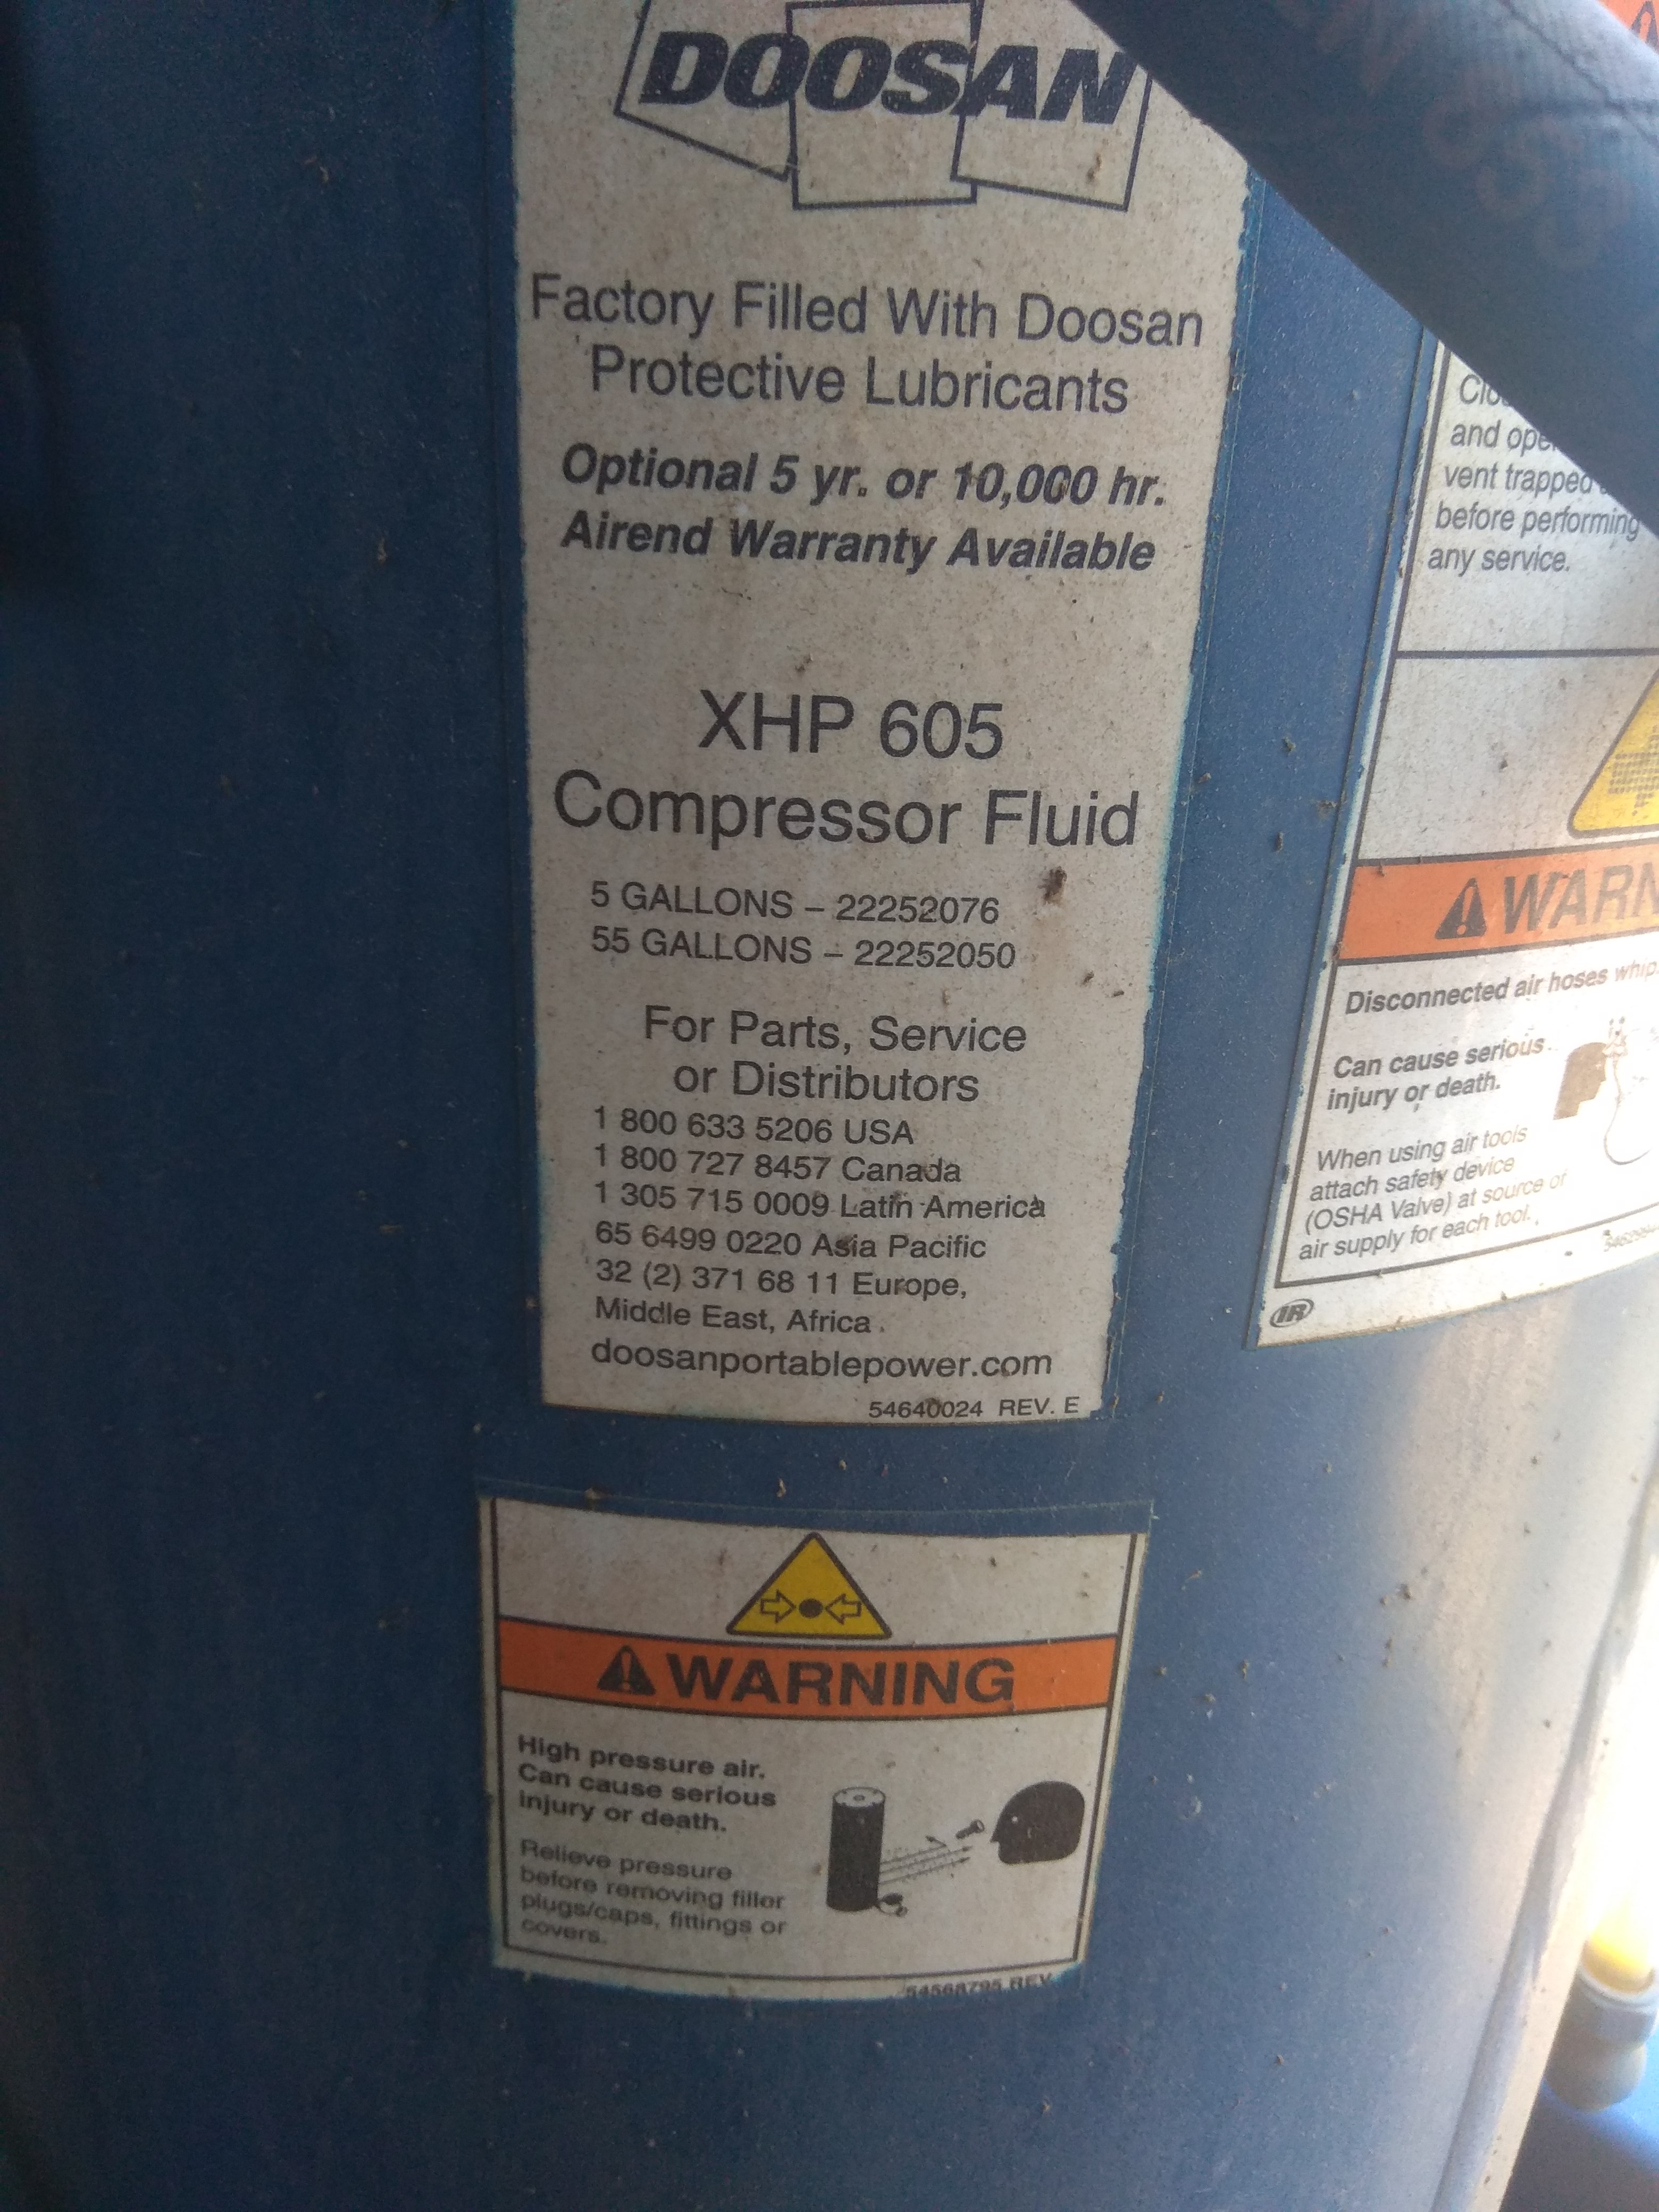 DOOSAN
Factory Filled With Doosan
Protective Lubricants
Optional 5 yr. or 10,000 hr.
Airend Warranty Available
XHP 605
Compressor Fluid
5 GALLONS – 22252076
55 GALLONS – 22252050
For Parts, Service
or Distributors
1 800 633 5206 USA
1 800 727 8457 Canada
1 305 715 0009 Latin America
65 6499 0220 Asia Pacific
32 (2) 371 68 11 Europe,
Middle East, Africa
doosanportablepower.com
54640024 REV. E
WARNING
High pressure air.
Can cause serious
injury or death.
Relieve pressure
before removing filler
plugs/caps, fittings or
covers.
54568795 REV
and
vent trapped
before performing
any service.
WARN
Disconnected air hoses whip.
Can cause serious
injury or death.
When using air tools
attach safety device
(OSHA Valve) at source of
air supply for each tool.
IR